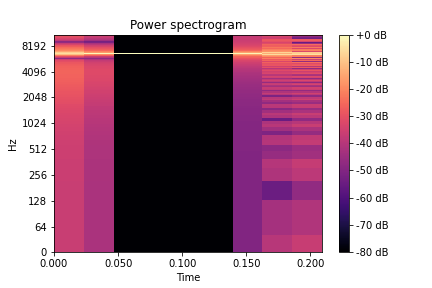 Power spectrogram
8192
4096
2048
1024
512
256
128
64
0
Hz
0.000 0.050 0.100 0.150 0.200
Time
+0 dB
-10 dB
-20 dB
-30 dB
-40 dB
-50 dB
-60 dB
-70 dB
-80 dB